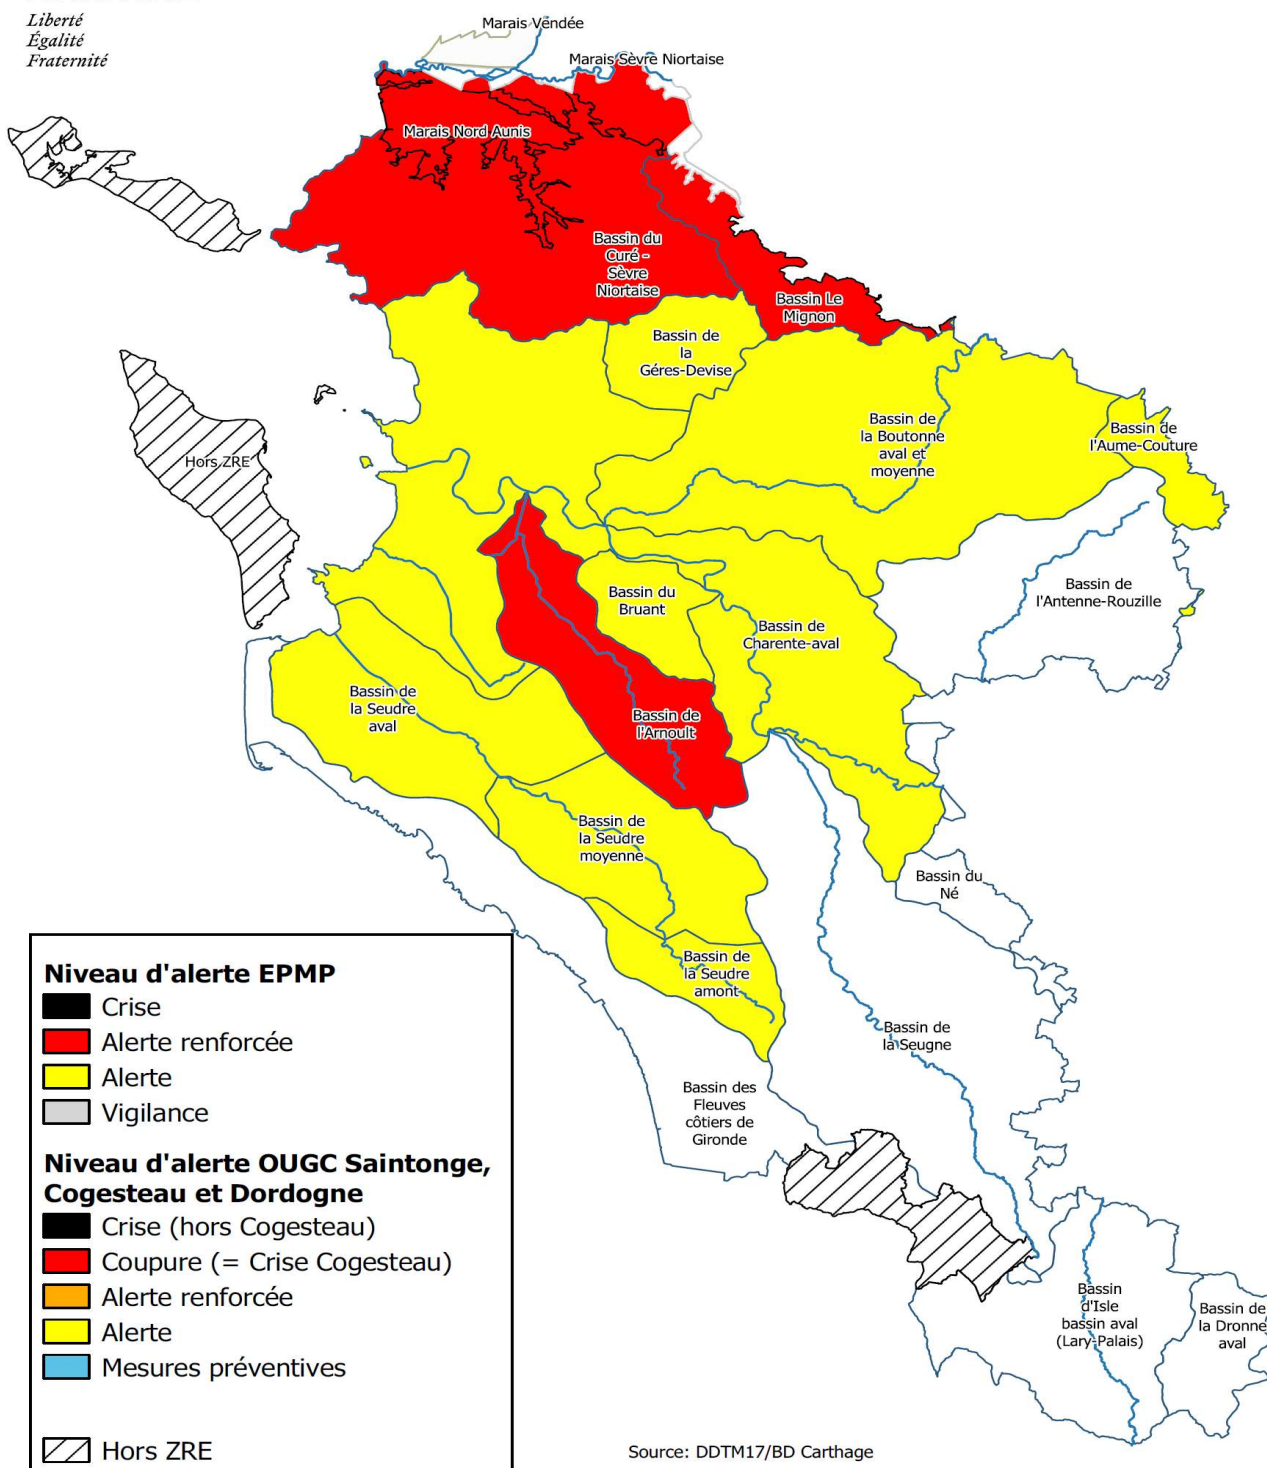 Liberté
Égalité
Fraternité
Marais Vendée
Marais Sèvre Niortaise
Marais Nord Aunis
Bassin du
Curé -
Sèvre
Niortaise
Bassin Le
Mignon
Bassin de
la
Géres-Devise
Bassin de
la Boutonne
aval et
moyenne
Bassin de
l'Aume-Couture
Hors ZRE
Bassin de
l'Antenne-Rouzille
Bassin du
Bruant
Bassin de
Charente-aval
Bassin de
la Seudre
aval
Bassin de
l'Arnoult
Bassin de
la Seudre
moyenne
Bassin du
Né
Bassin de
la Seudre
amont
Bassin de
la Seugne
Bassin des
Fleuves
côtiers de
Gironde
Bassin
d'Isle
bassin aval
(Lary-Palais)
Bassin de
la Dronne
aval
Niveau d'alerte EPMP
Crise
Alerte renforcée
Alerte
Vigilance
Niveau d'alerte OUGC Saintonge,
Cogesteau et Dordogne
Crise (hors Cogesteau)
Coupure (= Crise Cogesteau)
Alerte renforcée
Alerte
Mesures préventives
Hors ZRE
Source: DDTM17/BD Carthage